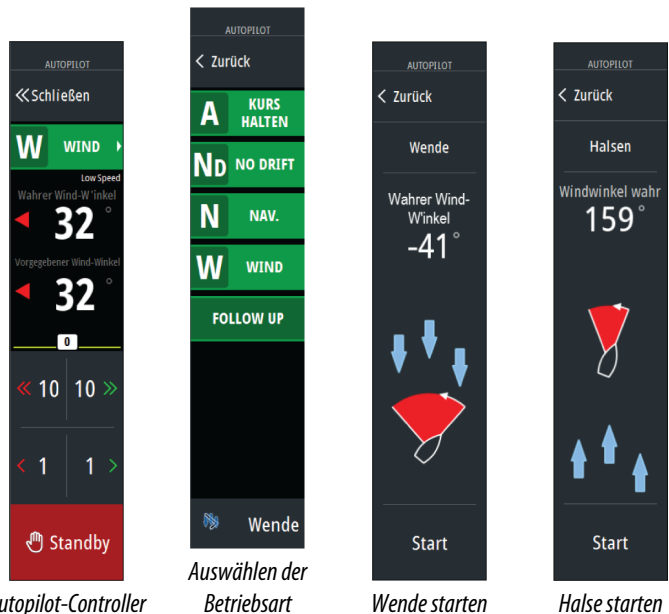 AUTOPILOT
Schließen
W WIND
Low Speed
Wahrer Wind-W'inkel
32°
Vorgegebener Wind-Winkel
32°
0
10 10
1 1
Standby
utopilot-Controller
AUTOPILOT
Zurück
A KURS
HALTEN
ND NO DRIFT
N NAV.
W WIND
FOLLOW UP
Wende
Auswählen der
Betriebsart
AUTOPILOT
Zurück
Wende
Wahrer Wind-
W'inkel
-41°
Start
Wende starten
AUTOPILOT
Zurück
Halsen
Windwinkel wahr
159°
Start
Halse starten